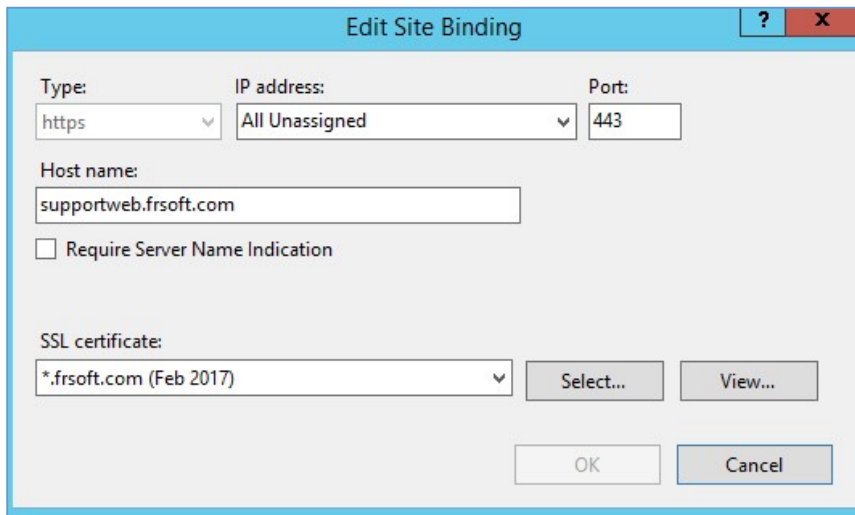 Edit Site Binding
? x
Type: IP address: Port:
https All Unassigned 443
Host name:
supportweb.frsoft.com
Require Server Name Indication
SSL certificate:
*.frsoft.com (Feb 2017) Select... View...
OK Cancel